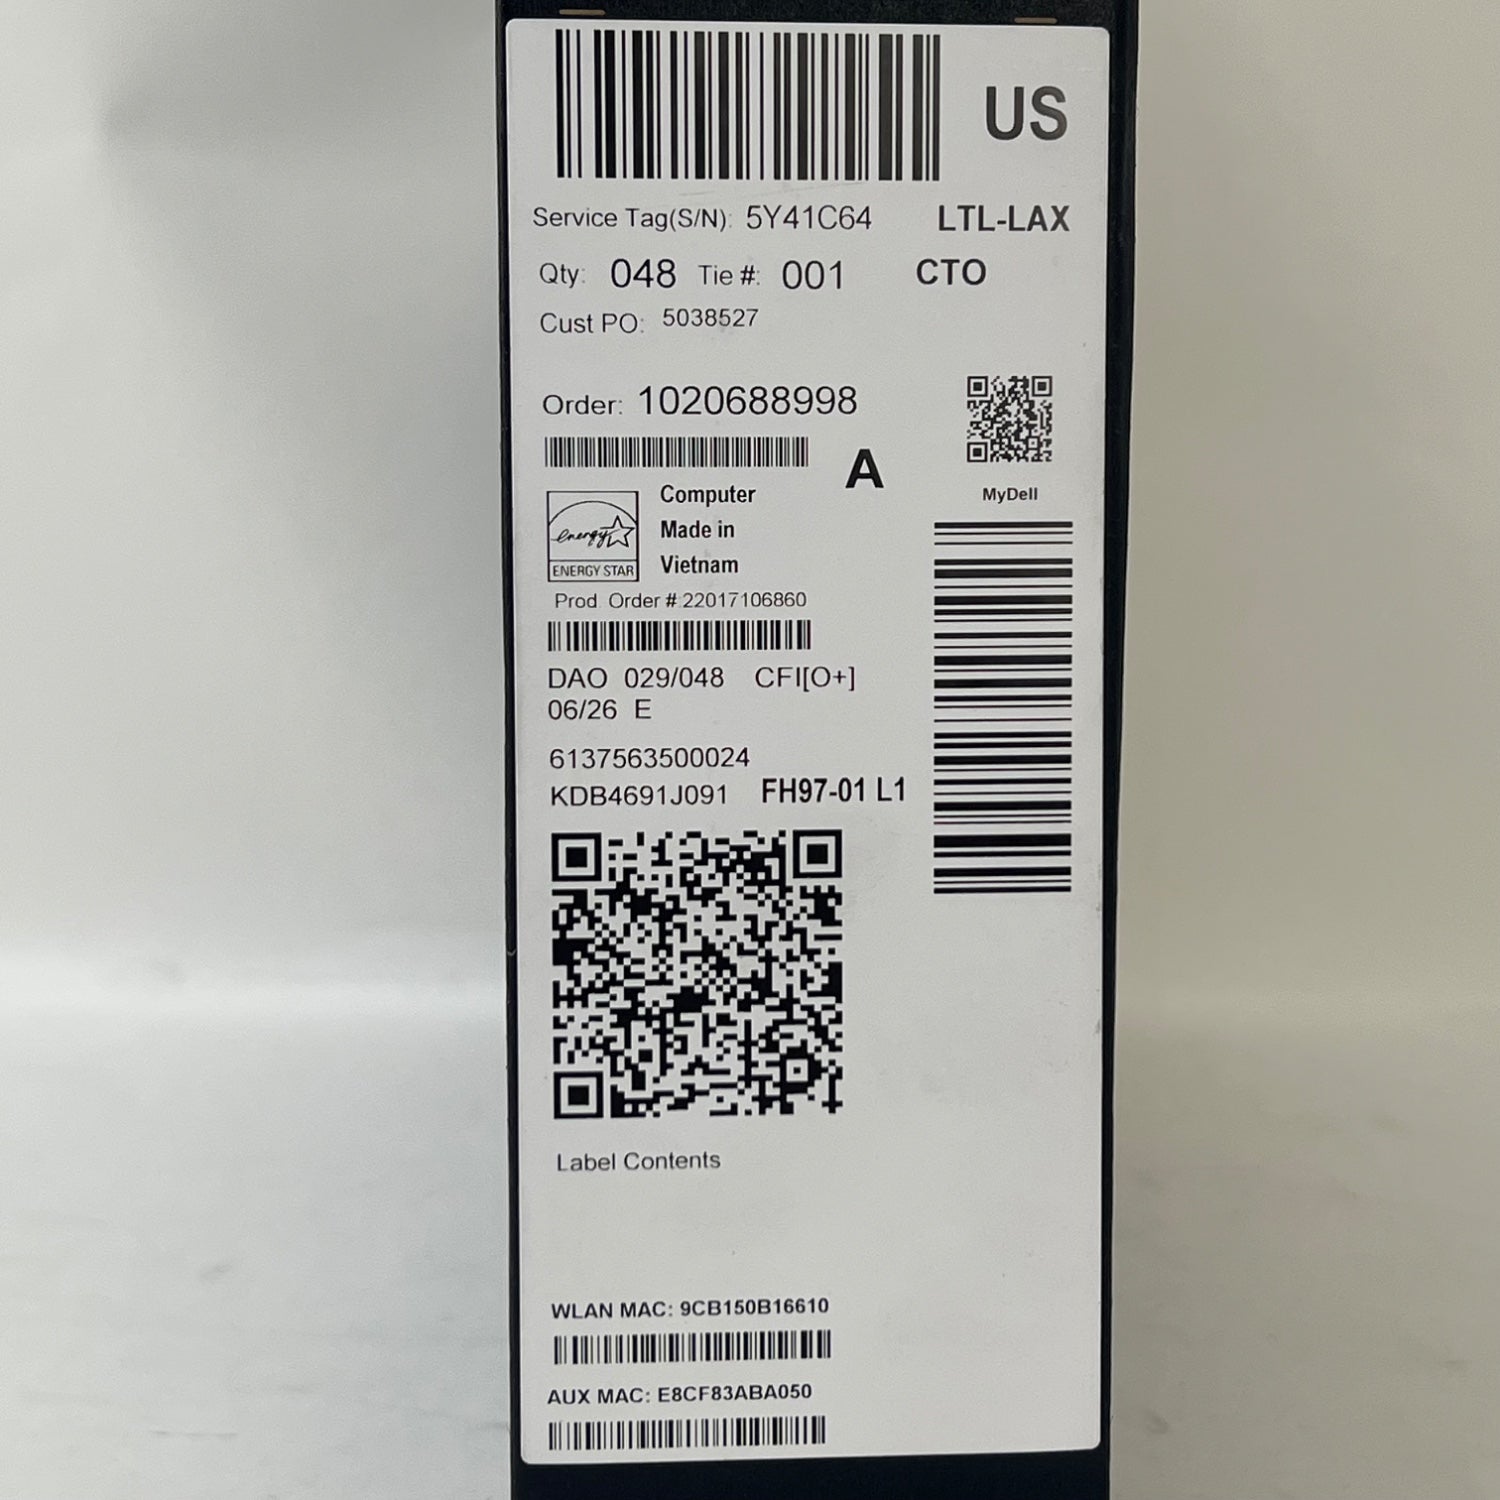 US
Service Tag(S/N): 5Y41C64 LTL-LAX
Qty: 048 Tie #: 001 CTO
Cust PO: 5038527
Order: 1020688998
A
MyDell
energy
ENERGY STAR
Computer
Made in
Vietnam
Prod. Order #:22017106860
DAO 029/048 CFI[O+]
06/26 E
6137563500024
KDB4691J091 FH97-01 L1
Label Contents
WLAN MAC: 9CB150B16610
AUX MAC: E8CF83ABA050